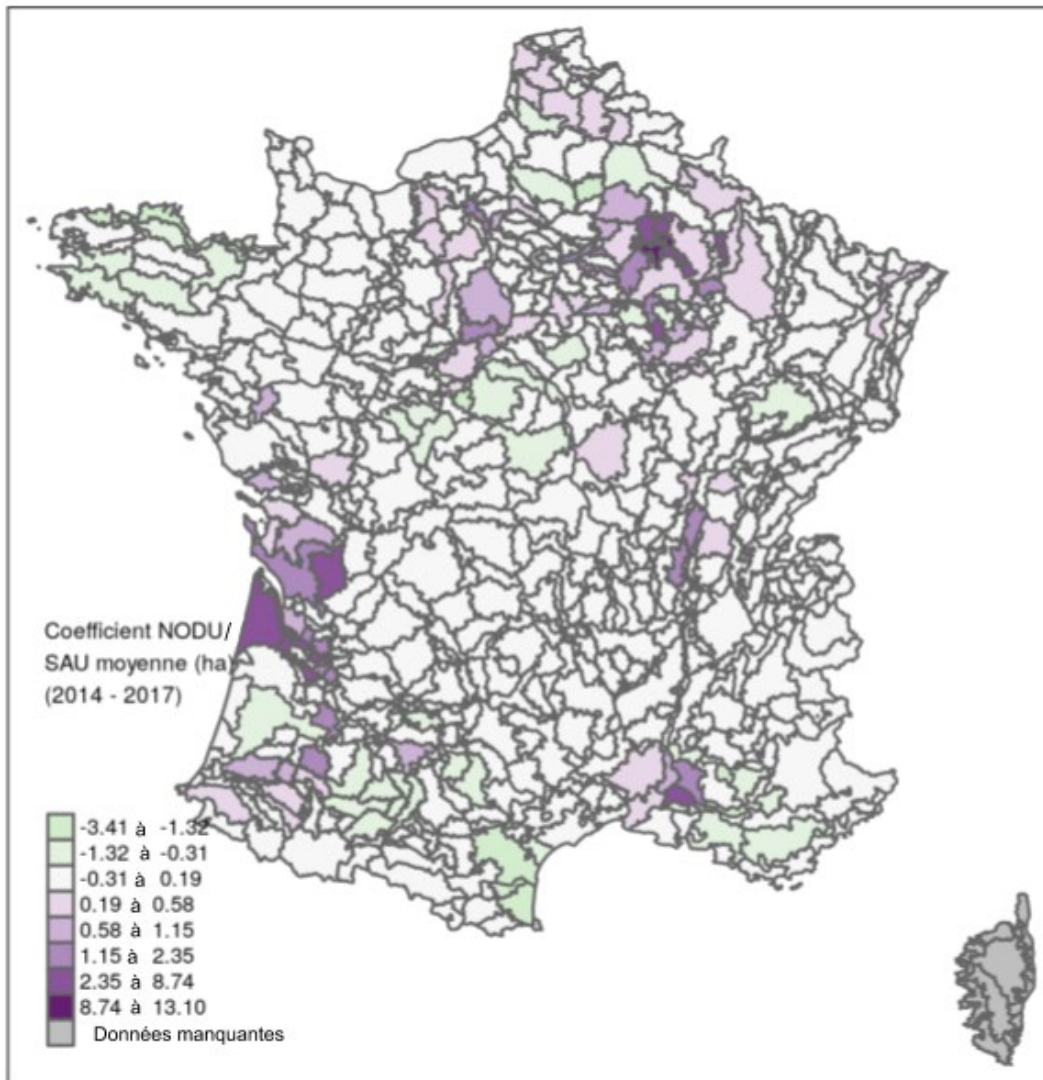 Coefficient NODU/
SAU moyenne (ha)
(2014 - 2017)
-3.41 à -1.32
-1.32 à -0.31
-0.31 à 0.19
0.19 à 0.58
0.58 à 1.15
1.15 à 2.35
2.35 à 8.74
8.74 à 13.10
Données manquantes